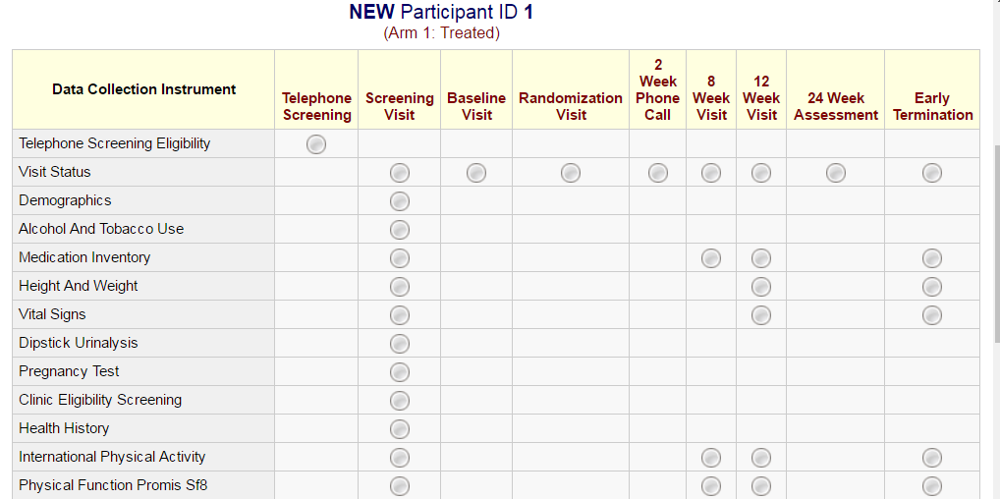 NEW Participant ID 1
(Arm 1: Treated)
Data Collection Instrument
Telephone
Screening
Screening
Visit
Baseline
Visit
Randomization
Visit
2
Week
Phone
Call
8
Week
Visit
12
Week
Visit
24 Week
Assessment
Early
Termination
Telephone Screening Eligibility
Visit Status
Demographics
Alcohol And Tobacco Use
Medication Inventory
Height And Weight
Vital Signs
Dipstick Urinalysis
Pregnancy Test
Clinic Eligibility Screening
Health History
International Physical Activity
Physical Function Promis Sf8